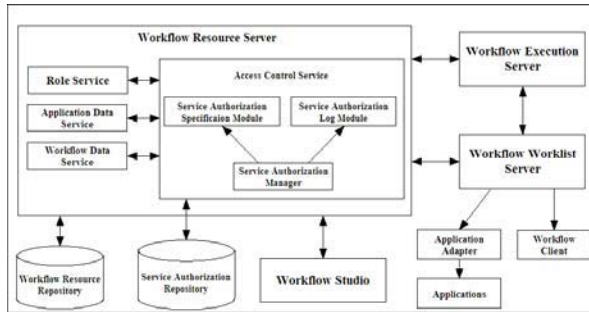 Workflow Resource Server
Workflow Execution
Server
Role Service
Access Control Service
Application Data
Service
Service Authorization
Specificaion Module
Service Authorization
Log Module
Workflow Data
Service
Service Authorization
Manager
Workflow Worklist
Server
Workflow Resource
Repository
Service Authorization
Repository
Workflow Studio
Application
Adapter
Workflow
Client
Applications